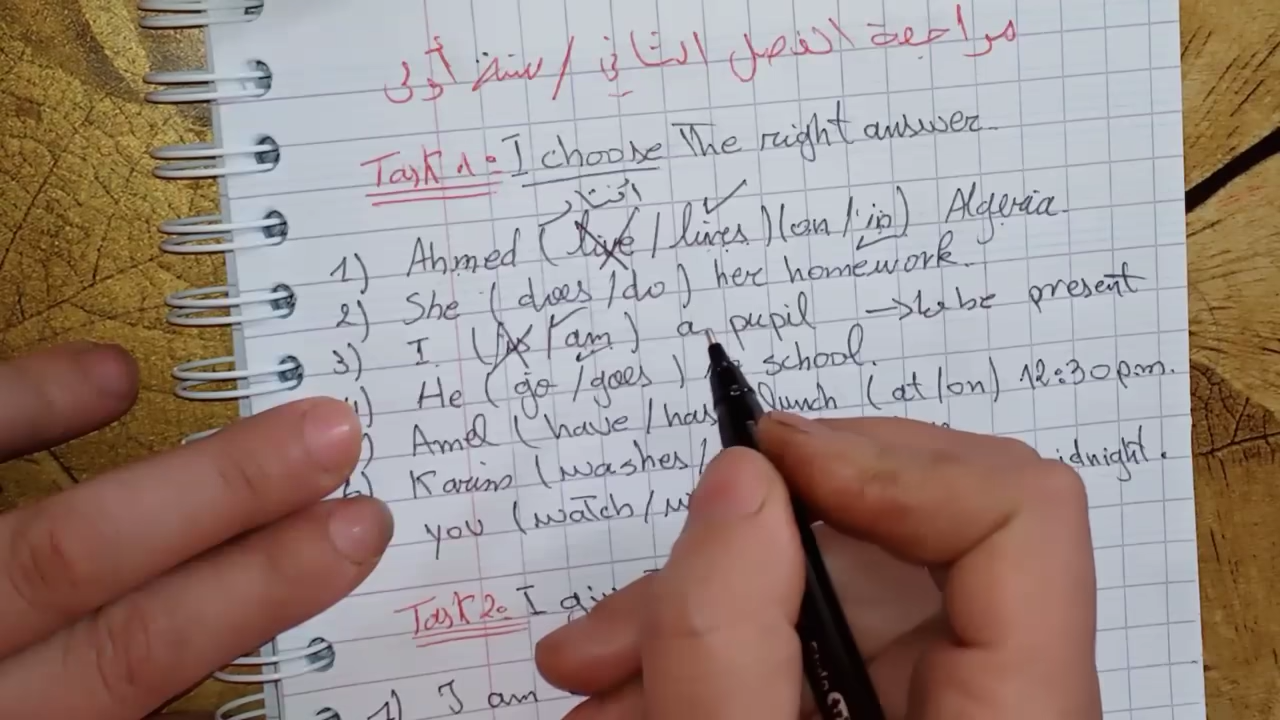 مراجعة الفصل الثاني / سنة أولى
Task 1: I choose The right answer.
اختار
1) Ahmed (live / lives) (on / in) Algeria.
2) She (does / do) her homework.
3) I (is / am) a pupil → to be present
4) He (go / goes) school.
Amel (have / has lunch (at / on) 12:30 p.m.
6) Karim (washes / idnight.
you (watch / w
Task 2: I gi
1) I am